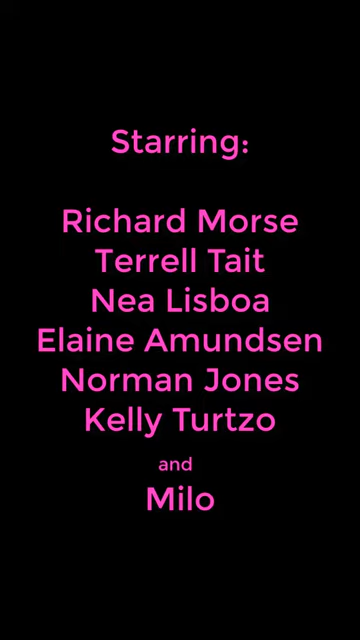 Starring:
Richard Morse
Terrell Tait
Nea Lisboa
Elaine Amundsen
Norman Jones
Kelly Turtzo
and
Milo